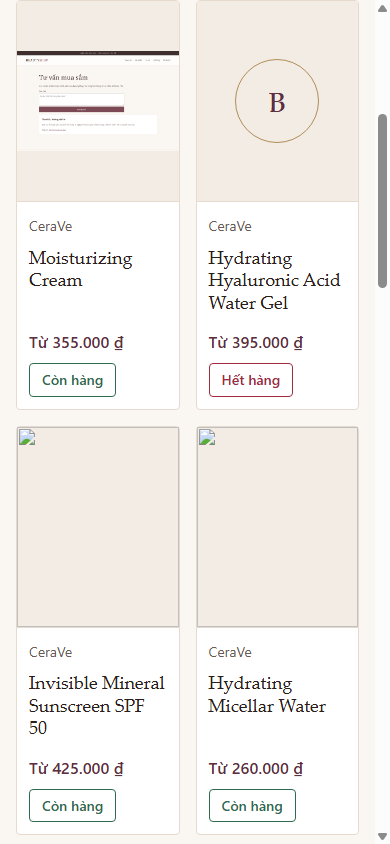 Tư vấn mua sắm
CeraVe
Moisturizing
Cream
Từ 355.000 ₫
Còn hàng
B
CeraVe
Hydrating
Hyaluronic Acid
Water Gel
Từ 395.000 ₫
Hết hàng
CeraVe
Invisible Mineral
Sunscreen SPF
50
Từ 425.000 ₫
Còn hàng
CeraVe
Hydrating
Micellar Water
Từ 260.000 ₫
Còn hàng